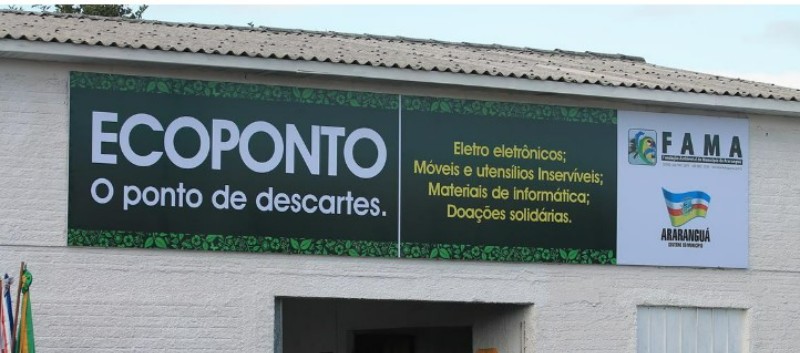 ECOPONTO
O ponto de descartes.
Eletro eletrônicos;
Móveis e utensílios Inservíveis;
Materiais de informática;
Doações solidárias.
FAMA
ARARANGUÁ